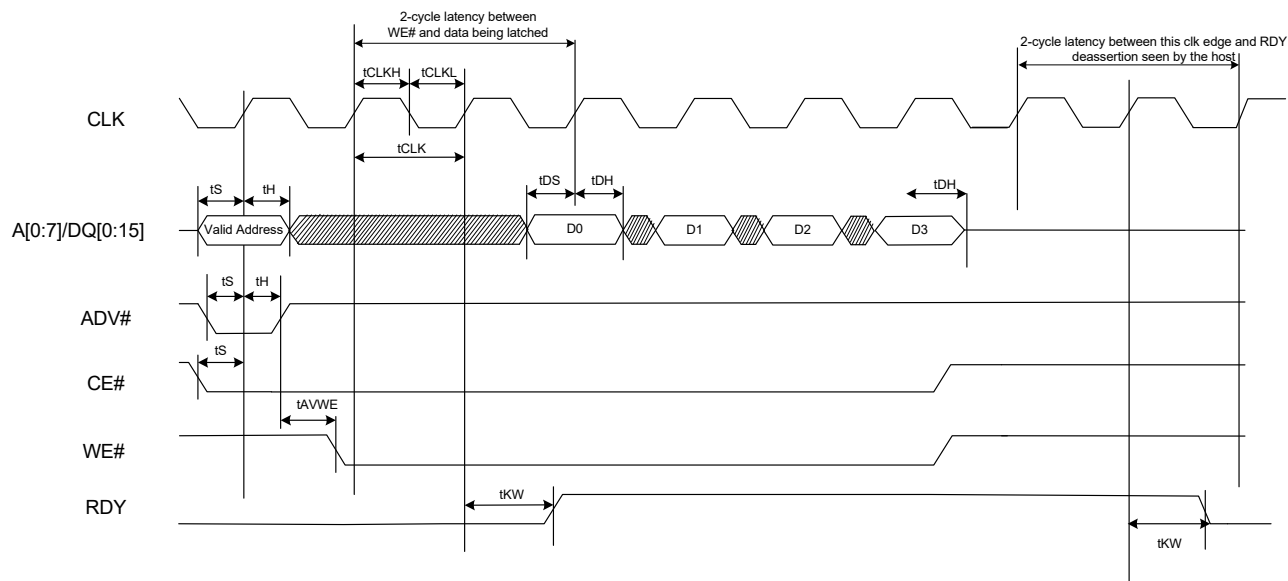 2-cycle latency between
WE# and data being latched
2-cycle latency between this clk edge and RDY
deassertion seen by the host
tCLKH
tCLKL
CLK
tCLK
tS
tH
tDS
tDH
tDH
A[0:7]/DQ[0:15]
Valid Address
D0
D1
D2
D3
tS
tH
ADV#
tS
CE#
tAVWE
WE#
tKW
RDY
tKW